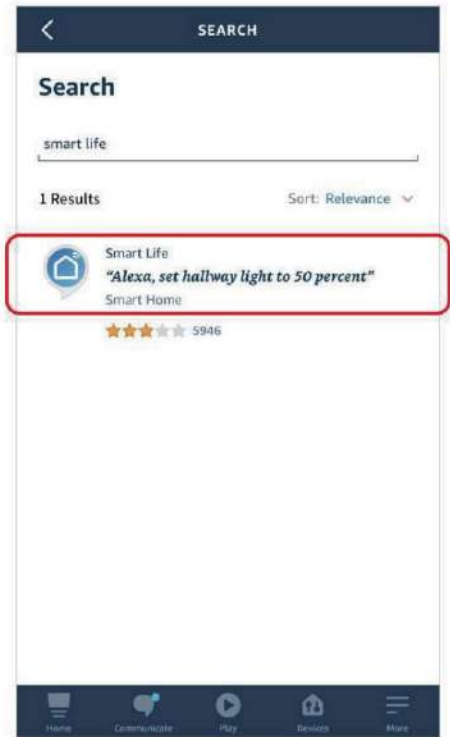 SEARCH
Search
smart life
1 Results
Sort: Relevance
Smart Life
“Alexa, set hallway light to 50 percent”
Smart Home
5946
Home
Communicate
Play
Devices
More